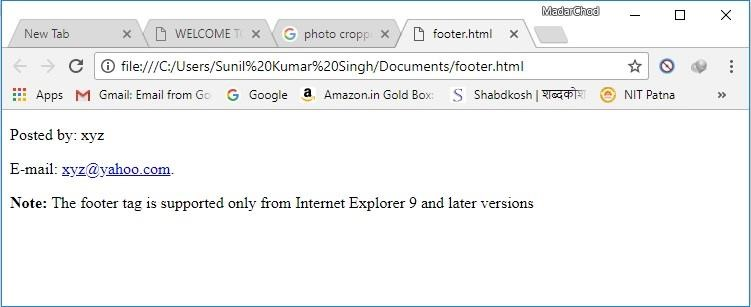 MadarChod
New Tab
WELCOME TO
photo croppi
footer.html
file:///C:/Users/Sunil%20Kumar%20Singh/Documents/footer.html
Apps Gmail: Email from Go Google Amazon.in Gold Box: Shabdkosh | शब्दकोश NIT Patna »
Posted by: xyz
E-mail: xyz@yahoo.com.
Note: The footer tag is supported only from Internet Explorer 9 and later versions